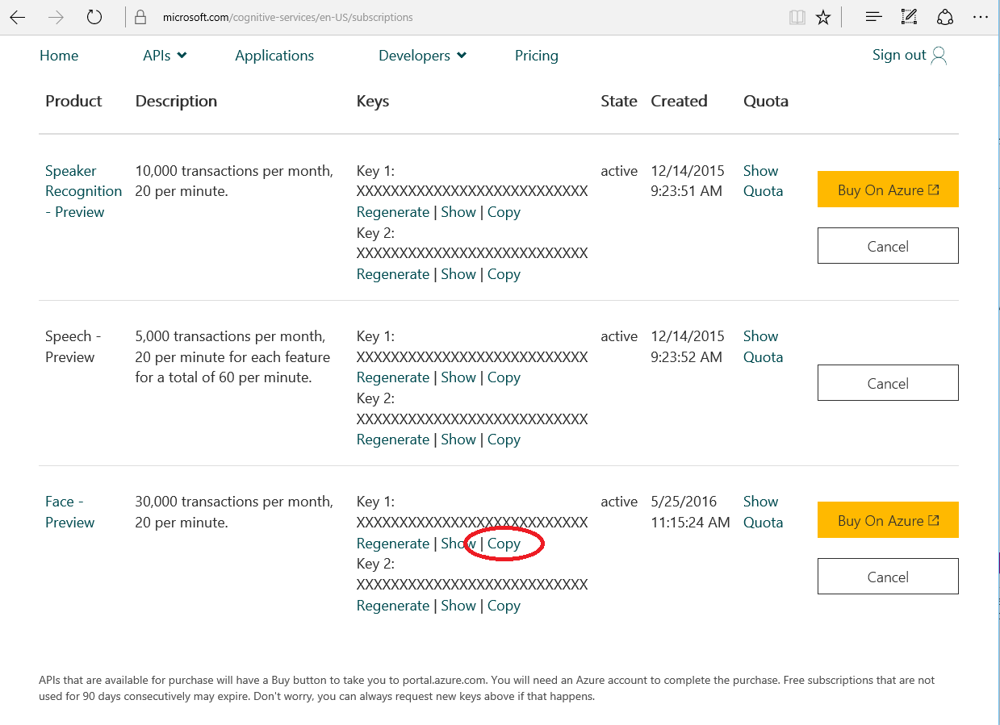 microsoft.com/cognitive-services/en-US/subscriptions
Home APIs Applications Developers Pricing Sign out
Product Description Keys State Created Quota
Speaker Recognition - Preview
10,000 transactions per month,
20 per minute.
Key 1:
XXXXXXXXXXXXXXXXXXXXXXXXXXX
Regenerate | Show | Copy
Key 2:
XXXXXXXXXXXXXXXXXXXXXXXXXXX
Regenerate | Show | Copy
active
12/14/2015
9:23:51 AM
Show
Quota
Buy On Azure
Cancel
Speech -
Preview
5,000 transactions per month,
20 per minute for each feature
for a total of 60 per minute.
Key 1:
XXXXXXXXXXXXXXXXXXXXXXXXXXX
Regenerate | Show | Copy
Key 2:
XXXXXXXXXXXXXXXXXXXXXXXXXXX
Regenerate | Show | Copy
active
12/14/2015
9:23:52 AM
Show
Quota
Cancel
Face -
Preview
30,000 transactions per month,
20 per minute.
Key 1:
XXXXXXXXXXXXXXXXXXXXXXXXXXX
Regenerate | Show | Copy
Key 2:
XXXXXXXXXXXXXXXXXXXXXXXXXXX
Regenerate | Show | Copy
active
5/25/2016
11:15:24 AM
Show
Quota
Buy On Azure
Cancel
APIs that are available for purchase will have a Buy button to take you to portal.azure.com. You will need an Azure account to complete the purchase. Free subscriptions that are not
used for 90 days consecutively may expire. Don't worry, you can always request new keys above if that happens.